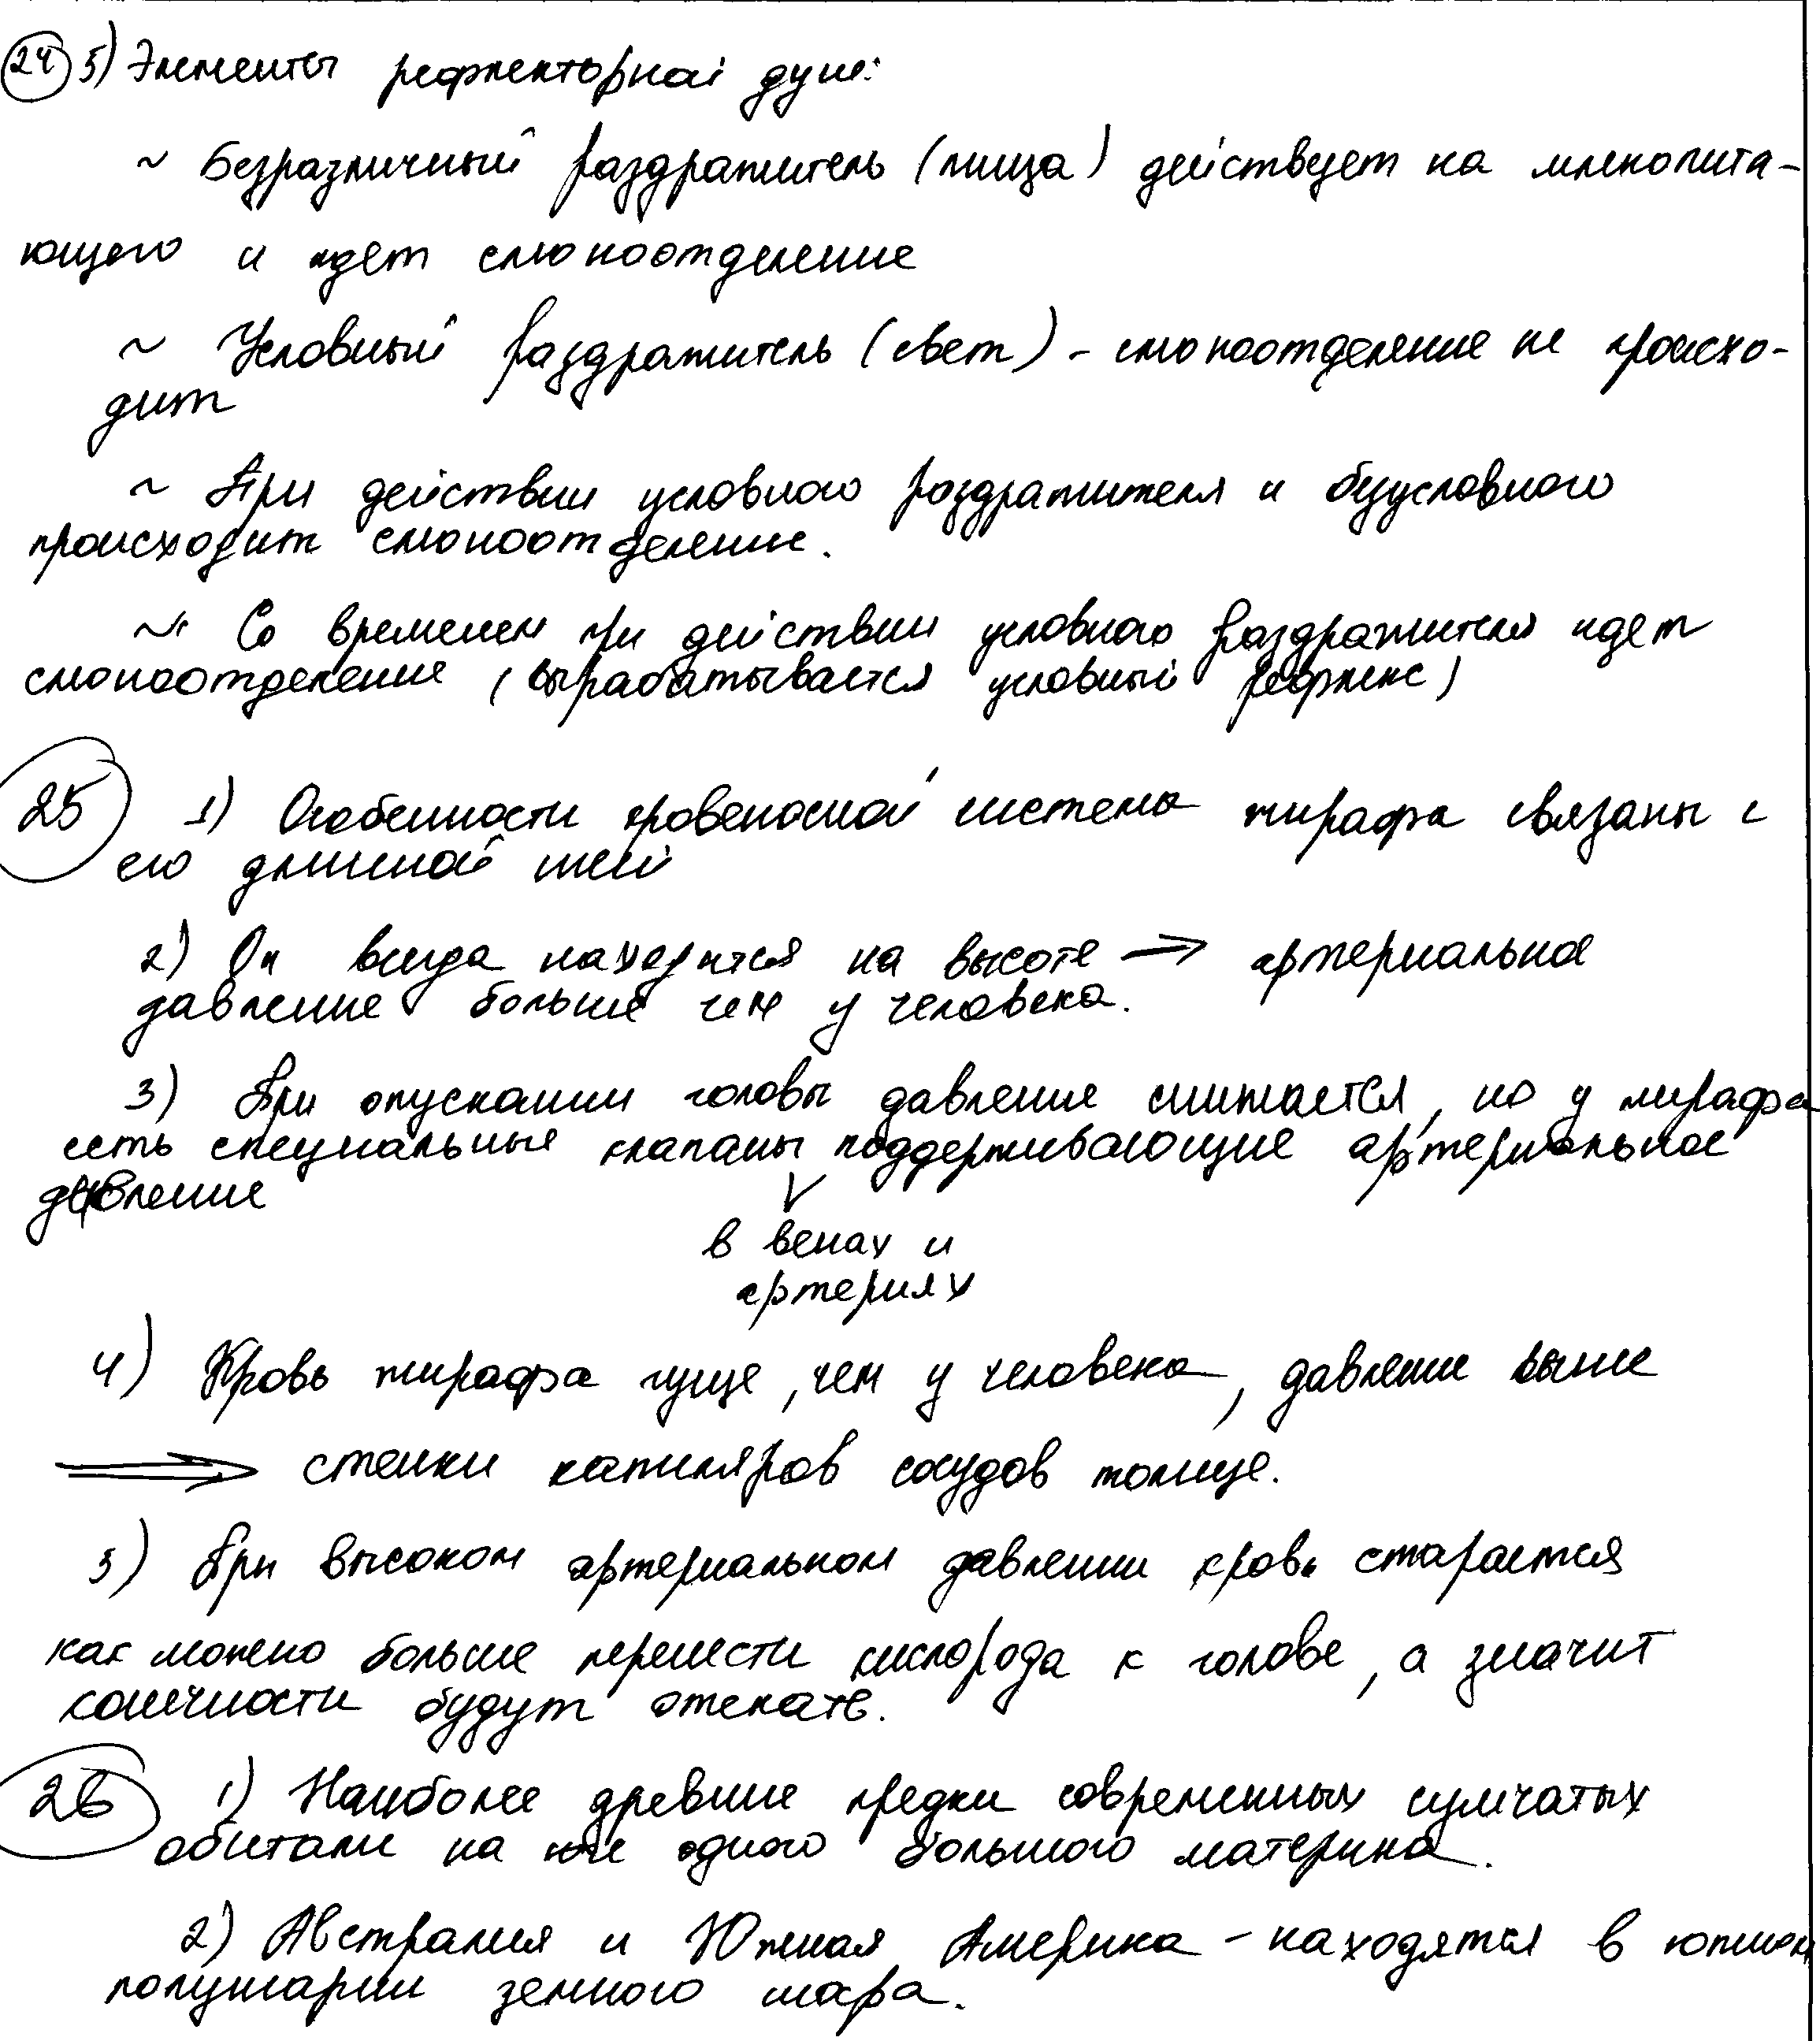 24 5) Элементы рефлекторной дуги:
~ Безразличный раздражитель (пища) действует на млекопита-
ющего и идет слюноотделение
~ Условный раздражитель (свет) - слюноотделение не происхо-
дит
~ При действии условного раздражителя и безусловного
происходит слюноотделение.
~ Со временем при действии условного раздражителя идет
слюноотделение (вырабатывается условный рефлекс)
25 1) Особенности кровеносной системы жирафа связаны с
его длинной шеей
2) Он всегда находится на высоте → артериальное
давление больше чем у человека.
3) При опускании головы давление снижается, но у жирафа
есть специальные клапаны поддерживающие артериальное
давление
в венах и
артериях
4) Кровь жирафа гуще, чем у человека, давление выше
⟹ стенки капиляров сосудов толще.
5) При высоком артериальном давлении кровь старается
как можно больше перенести кислорода к голове, а значит
конечности будут отекать.
26 1) Наиболее древние предки современных сумчатых
обитали на одного большого материка.
2) Австралия и Южная Америка - находятся в южном
полушарии земного шара.